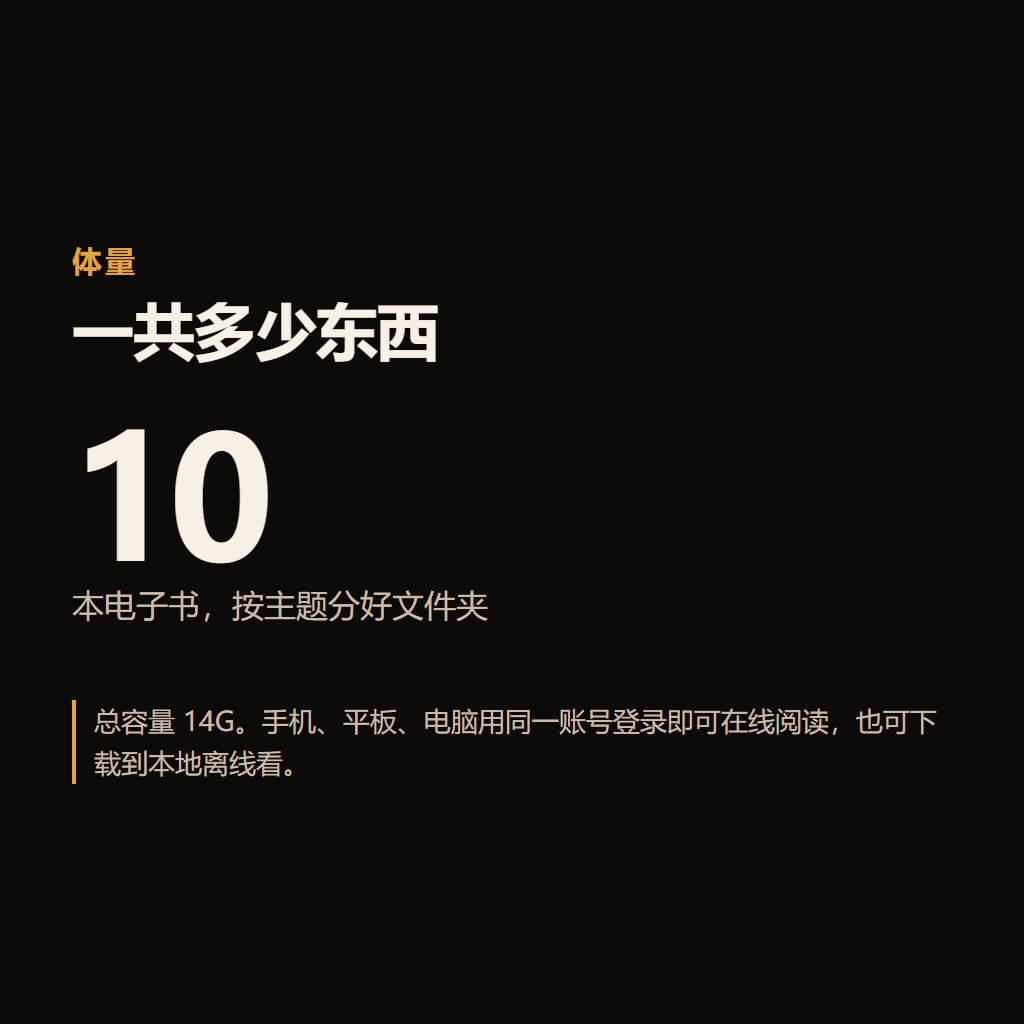 体量
一共多少东西
10
本电子书，按主题分好文件夹
总容量 14G。手机、平板、电脑用同一账号登录即可在线阅读，也可下
载到本地离线看。